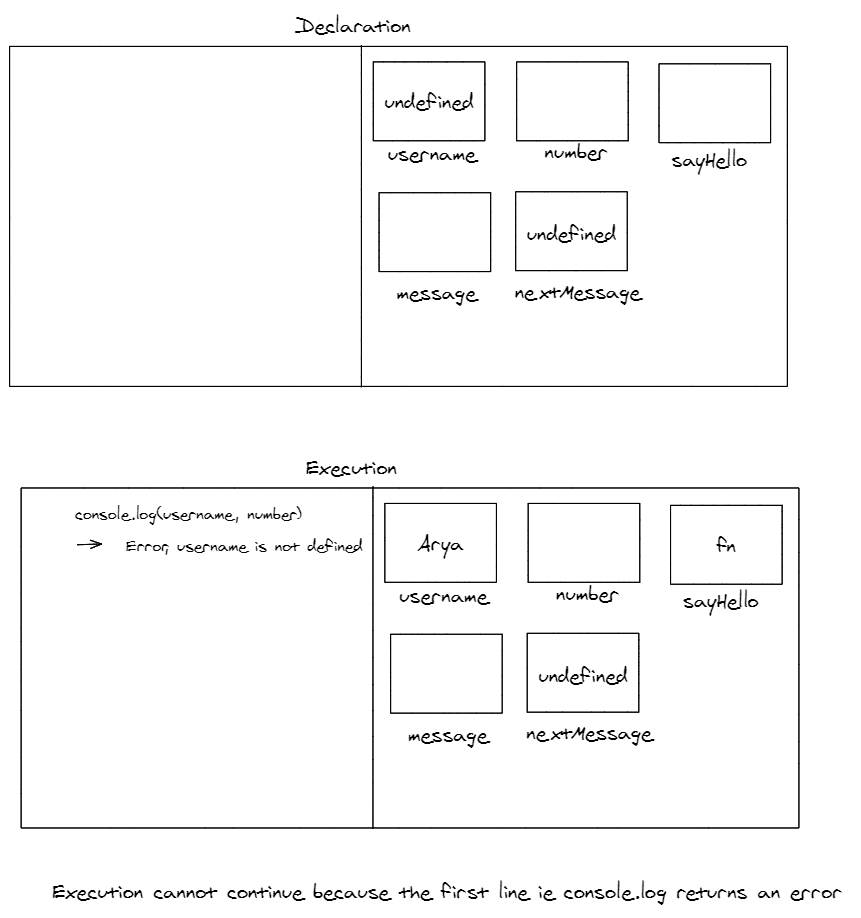 Declaration
undefined
username
number
sayHello
message
undefined
nextMessage
Execution
console.log(username, number)
Error, username is not defined
Arya
username
number
fn
sayHello
message
undefined
nextMessage
Execution cannot continue because the first line ie console.log returns an error